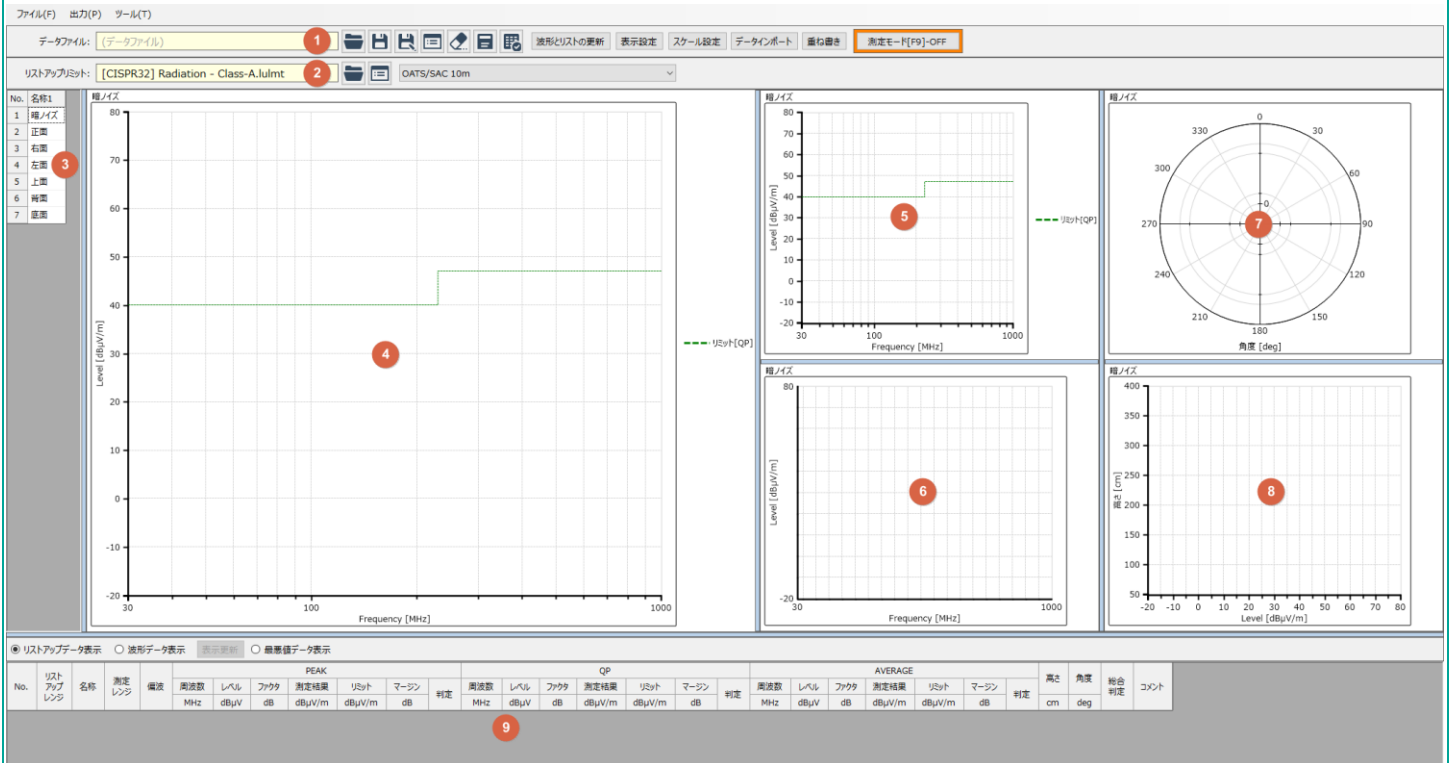 ファイル(F) 出力(P) ツール(T)
データファイル: (データファイル) 1 波形とリストの更新 表示設定 スケール設定 データインポート 重ね書き 測定モード[F9]-OFF
リストアップリミット: [CISPR32] Radiation - Class-A.lulmt 2 OATS/SAC 10m
No. 名称1
1 暗ノイズ
2 正面
3 右面
4 左面
5 上面
6 背面
7 底面
3
暗ノイズ
80
70
60
50
40
30
20
10
0
-10
-20
Level [dBµV/m]
30 100 1000
Frequency [MHz]
リミット[QP]
4
暗ノイズ
80
70
60
50
40
30
20
10
0
-10
-20
Level [dBµV/m]
30 100 1000
Frequency [MHz]
リミット[QP]
5
暗ノイズ
0
30
60
90
120
150
180
210
240
270
300
330
0
7
角度 [deg]
暗ノイズ
80
-20
Level [dBµV/m]
30 1000
Frequency [MHz]
6
暗ノイズ
400
350
300
250
200
150
100
50
高さ [cm]
-20 -10 0 10 20 30 40 50 60 70 80
Level [dBµV/m]
8
リストアップデータ表示 波形データ表示 表示更新 最悪値データ表示
No. リストアップレンジ 名称 測定レンジ 偏波 PEAK QP AVERAGE 高さ 角度 総合判定 コメント
周波数 レベル ファクタ 測定結果 リミット マージン 判定 周波数 レベル ファクタ 測定結果 リミット マージン 判定 周波数 レベル ファクタ 測定結果 リミット マージン 判定
MHz dBµV dB dBµV/m dBµV/m dB MHz dBµV dB dBµV/m dBµV/m dB MHz dBµV dB dBµV/m dBµV/m dB cm deg
9